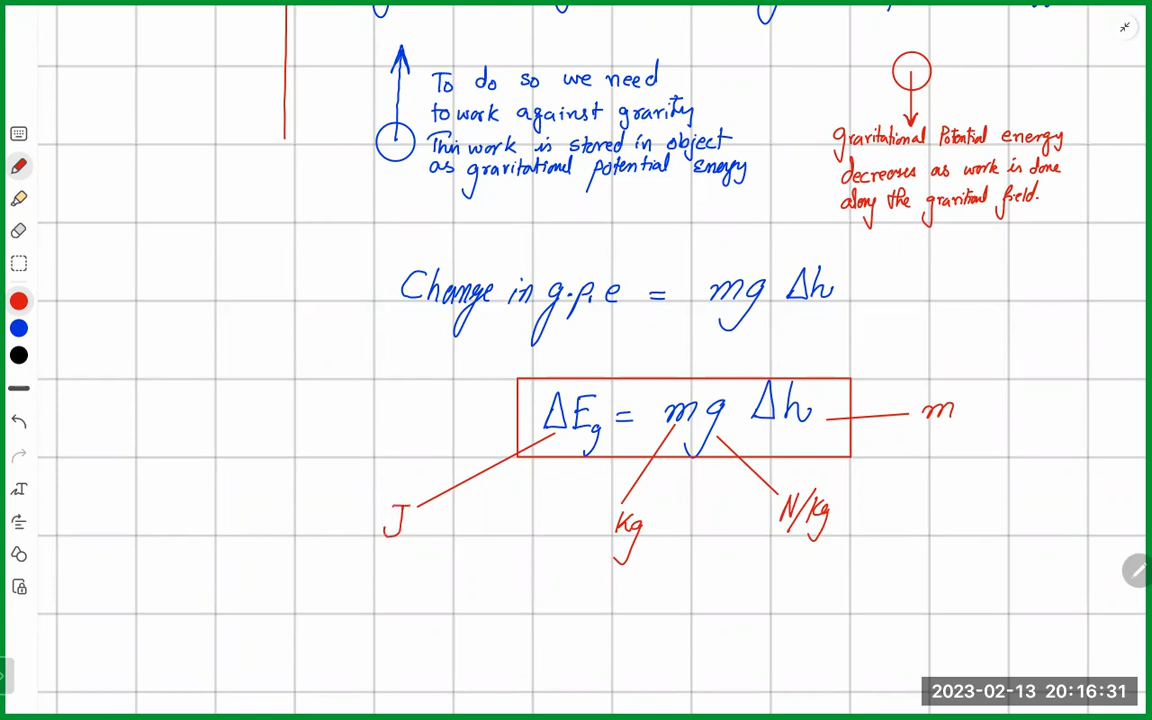 To do so we need
to work against gravity
This work is stored in object
as gravitational potential energy
gravitational Potential energy
decreases as work is done
along the gravitional field.
Change in g.p.e = mg Δh
ΔEg = mg Δh
m
J
Kg
N/Kg
2023-02-13 20:16:31